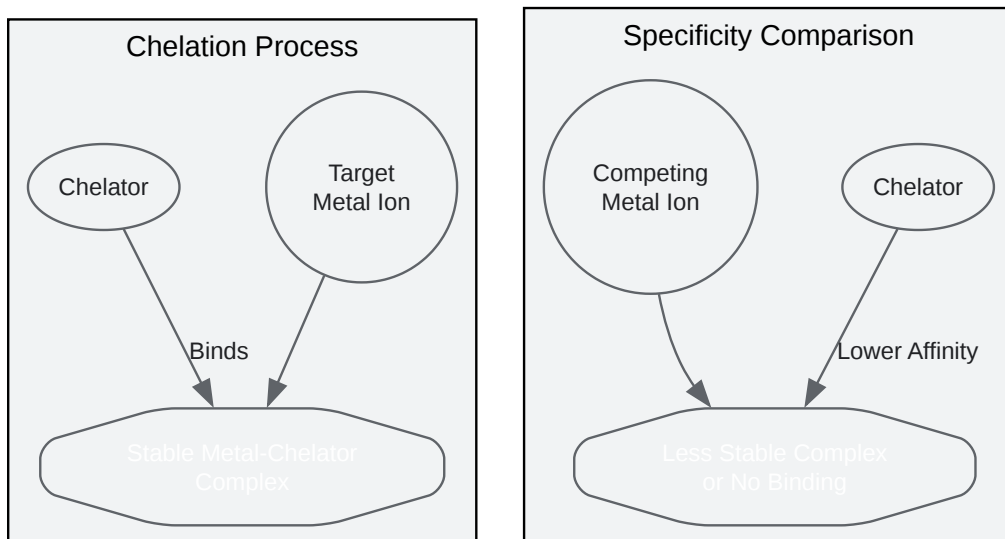 Chelation Process
Chelator
Target
Metal Ion
Binds
Stable Metal-Chelator
Complex
Specificity Comparison
Competing
Metal Ion
Chelator
Lower Affinity
Less Stable Complex
or No Binding